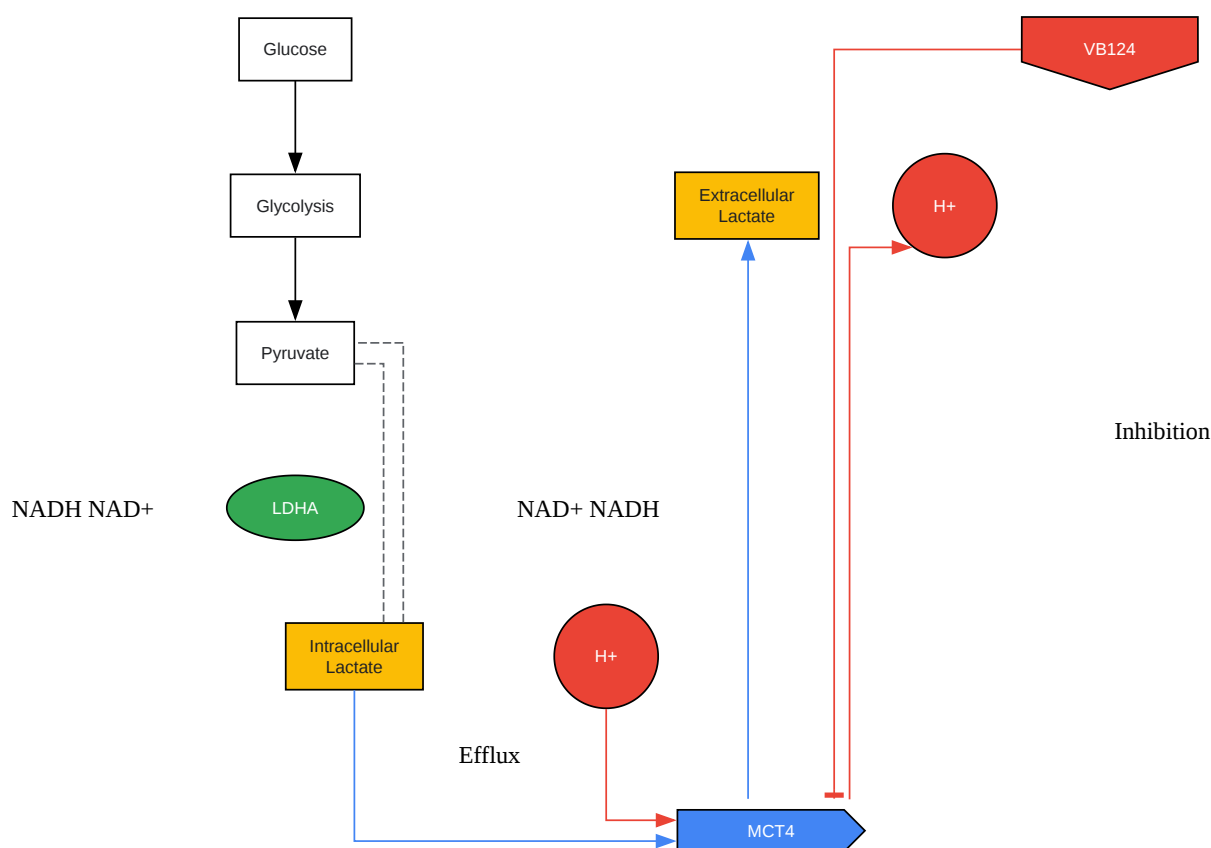 Glucose
VB124
Extracellular
Lactate
H+
Glycolysis
Pyruvate
Inhibition
NADH NAD+
LDHA
NAD+ NADH
Intracellular
Lactate
H+
Efflux
MCT4